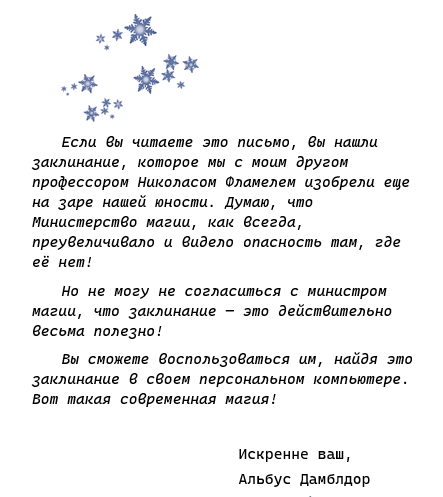 Если вы читаете это письмо, вы нашли
заклинание, которое мы с моим другом
профессором Николасом Фламелем изобрели еще
на заре нашей юности. Думаю, что
Министерство магии, как всегда,
преувеличивало и видело опасность там, где
её нет!
Но не могу не согласиться с министром
магии, что заклинание — это действительно
весьма полезно!
Вы сможете воспользоваться им, найдя это
заклинание в своем персональном компьютере.
Вот такая современная магия!
Искренне ваш,
Альбус Дамблдор